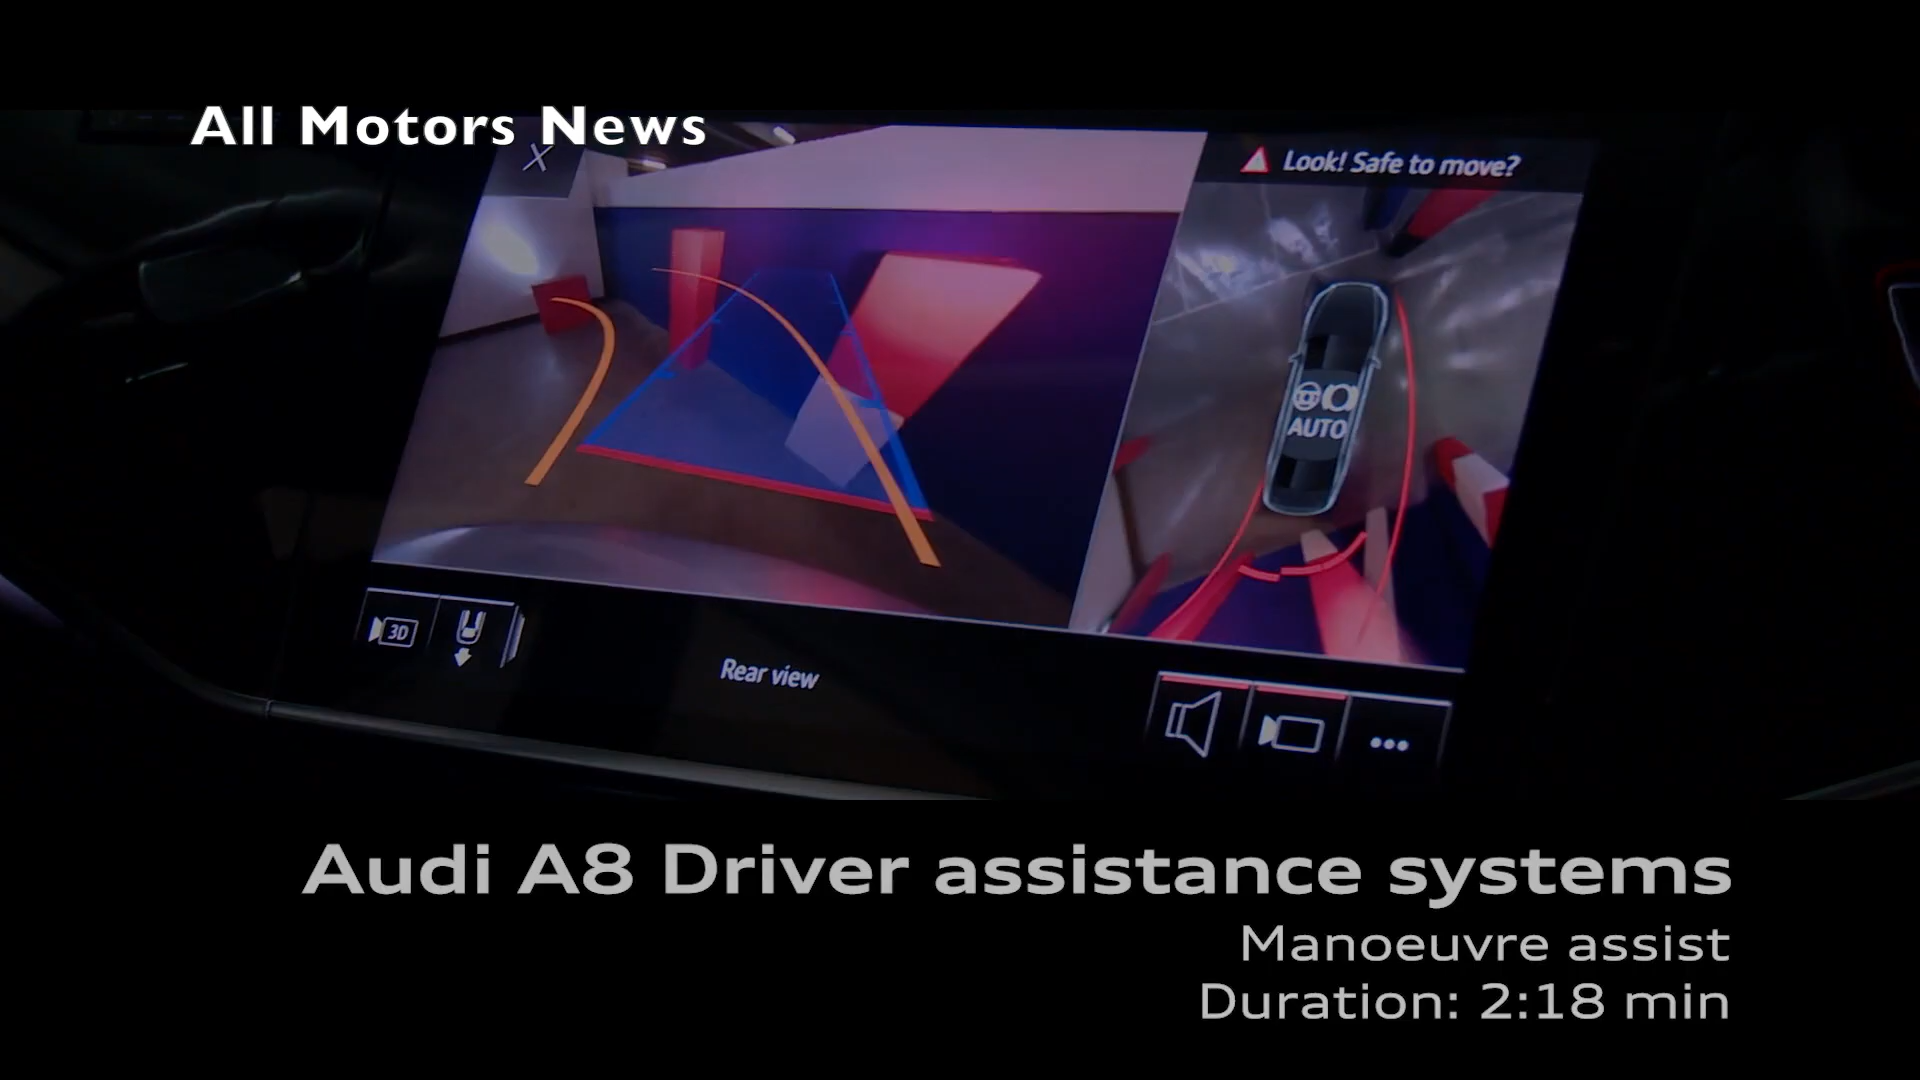 All Motors News
Look! Safe to move?
AUTO
3D
Rear view
Audi A8 Driver assistance systems
Manoeuvre assist
Duration: 2:18 min